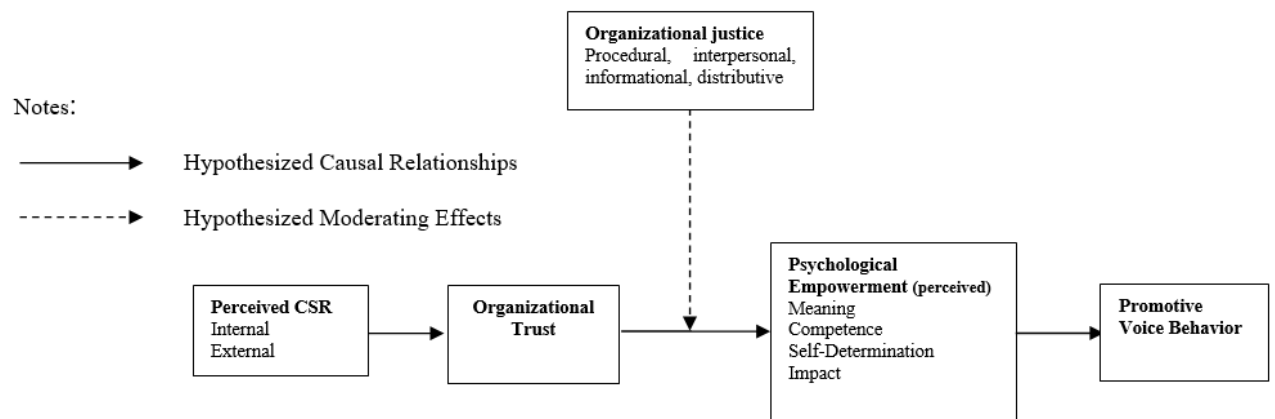 Organizational justice
Procedural, interpersonal,
informational, distributive
Notes:
Hypothesized Causal Relationships
Hypothesized Moderating Effects
Perceived CSR
Internal
External
Organizational
Trust
Psychological
Empowerment (perceived)
Meaning
Competence
Self-Determination
Impact
Promotive
Voice Behavior